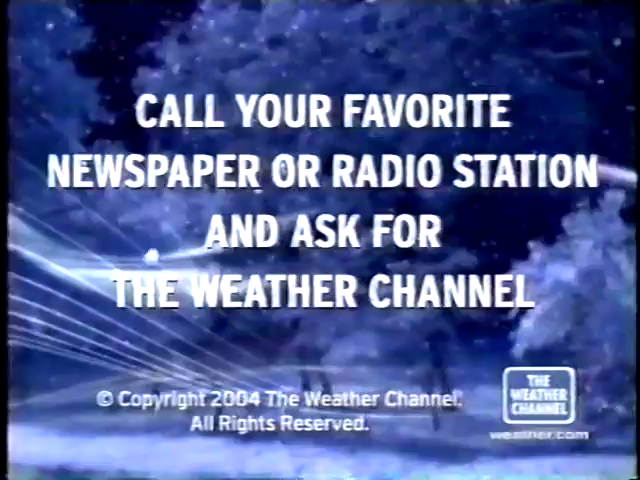 CALL YOUR FAVORITE
NEWSPAPER OR RADIO STATION
AND ASK FOR
THE WEATHER CHANNEL
© Copyright 2004 The Weather Channel.
All Rights Reserved.
THE
WEATHER
CHANNEL
weather.com